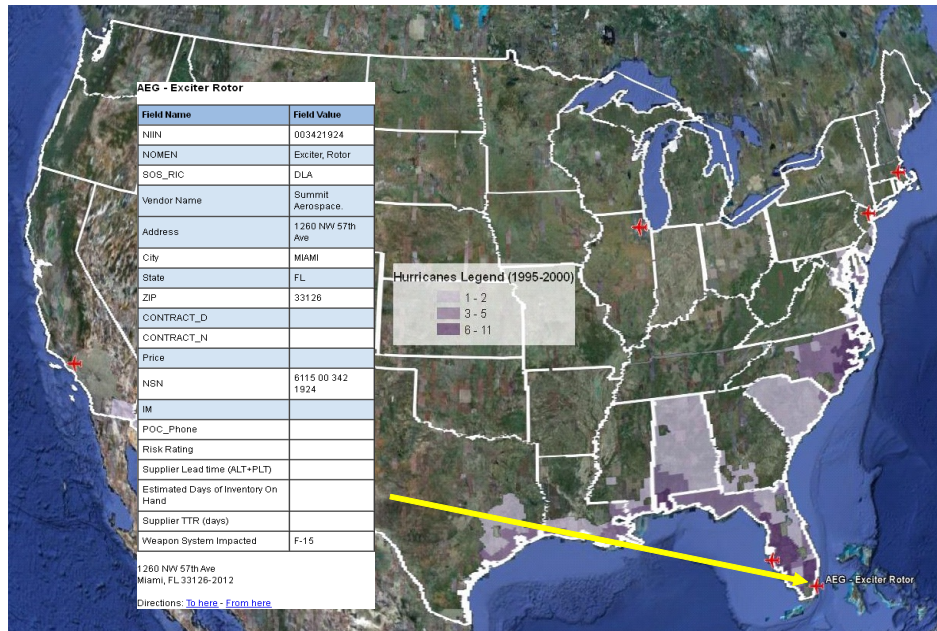 AEG - Exciter Rotor
Field Name Field Value
NIIN 003421924
NOMEN Exciter, Rotor
SOS_RIC DLA
Vendor Name Summit
Aerospace.
Address 1260 NW 57th
Ave
City MIAMI
State FL
ZIP 33126
CONTRACT_D
CONTRACT_N
Price
NSN 6115 00 342
1924
IM
POC_Phone
Risk Rating
Supplier Lead time (ALT+PLT)
Estimated Days of Inventory On
Hand
Supplier TTR (days)
Weapon System Impacted F-15
1260 NW 57th Ave
Miami, FL 33126-2012
Directions: To here - From here
Hurricanes Legend (1995-2000)
1 - 2
3 - 5
6 - 11
AEG - Exciter Rotor